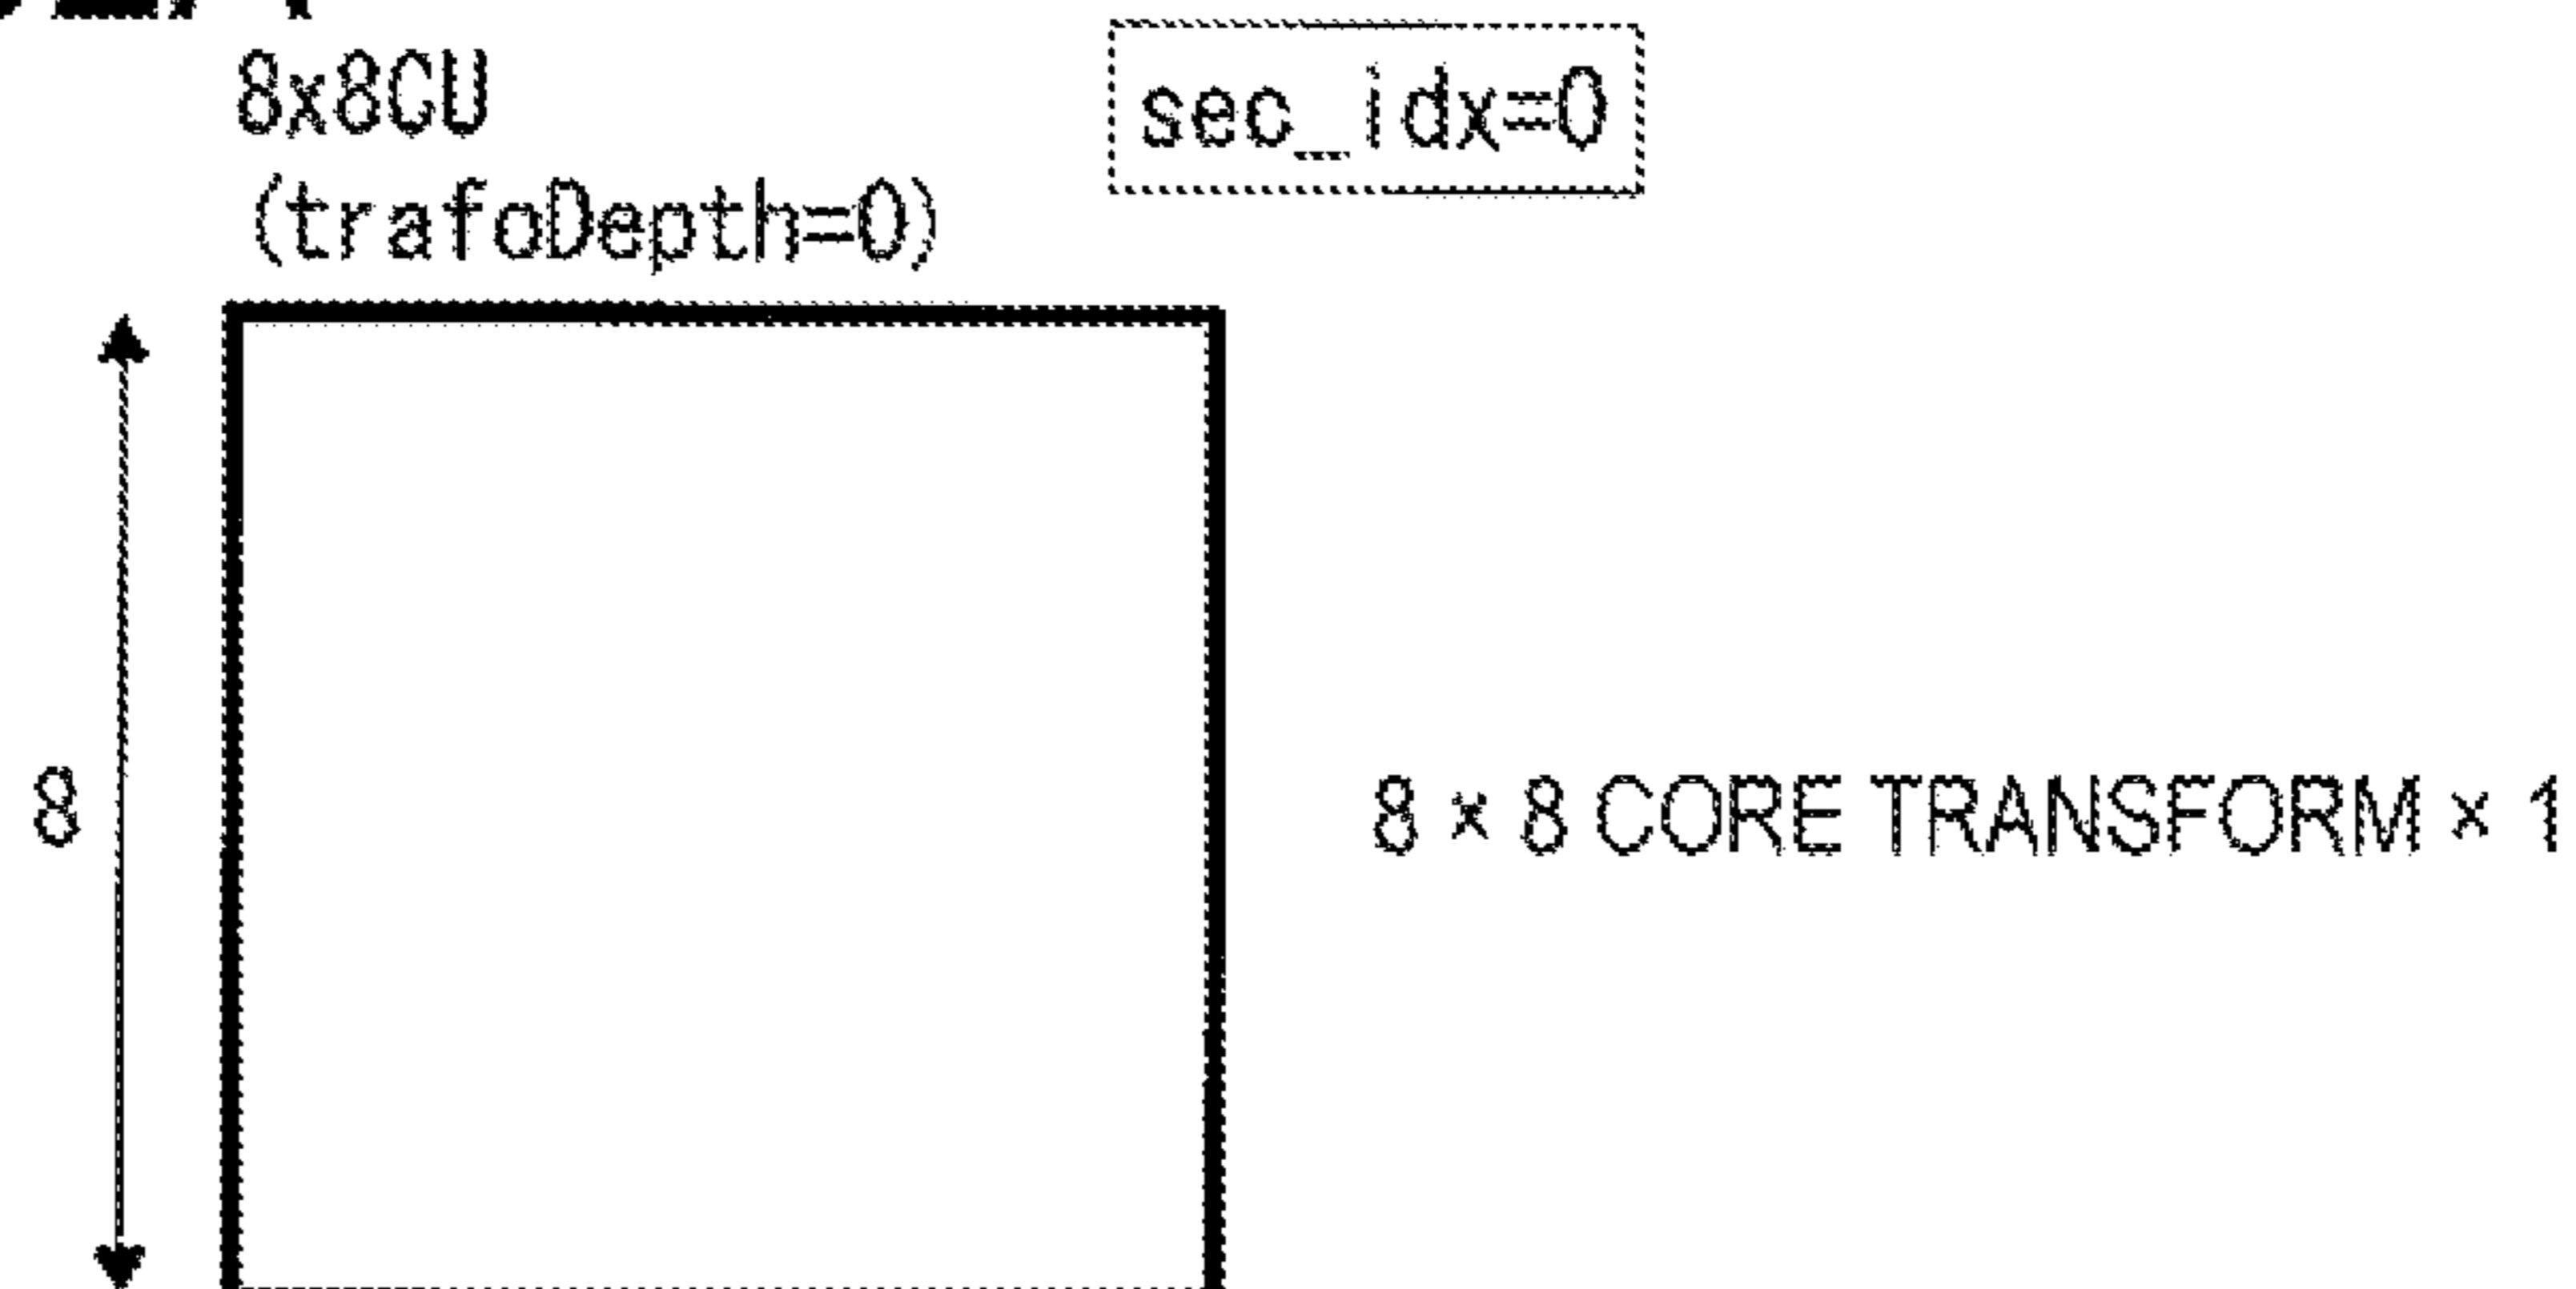 8x8CU
sec_idx=0
(trafoDepth=0)
8
8 × 8 CORE TRANSFORM × 1